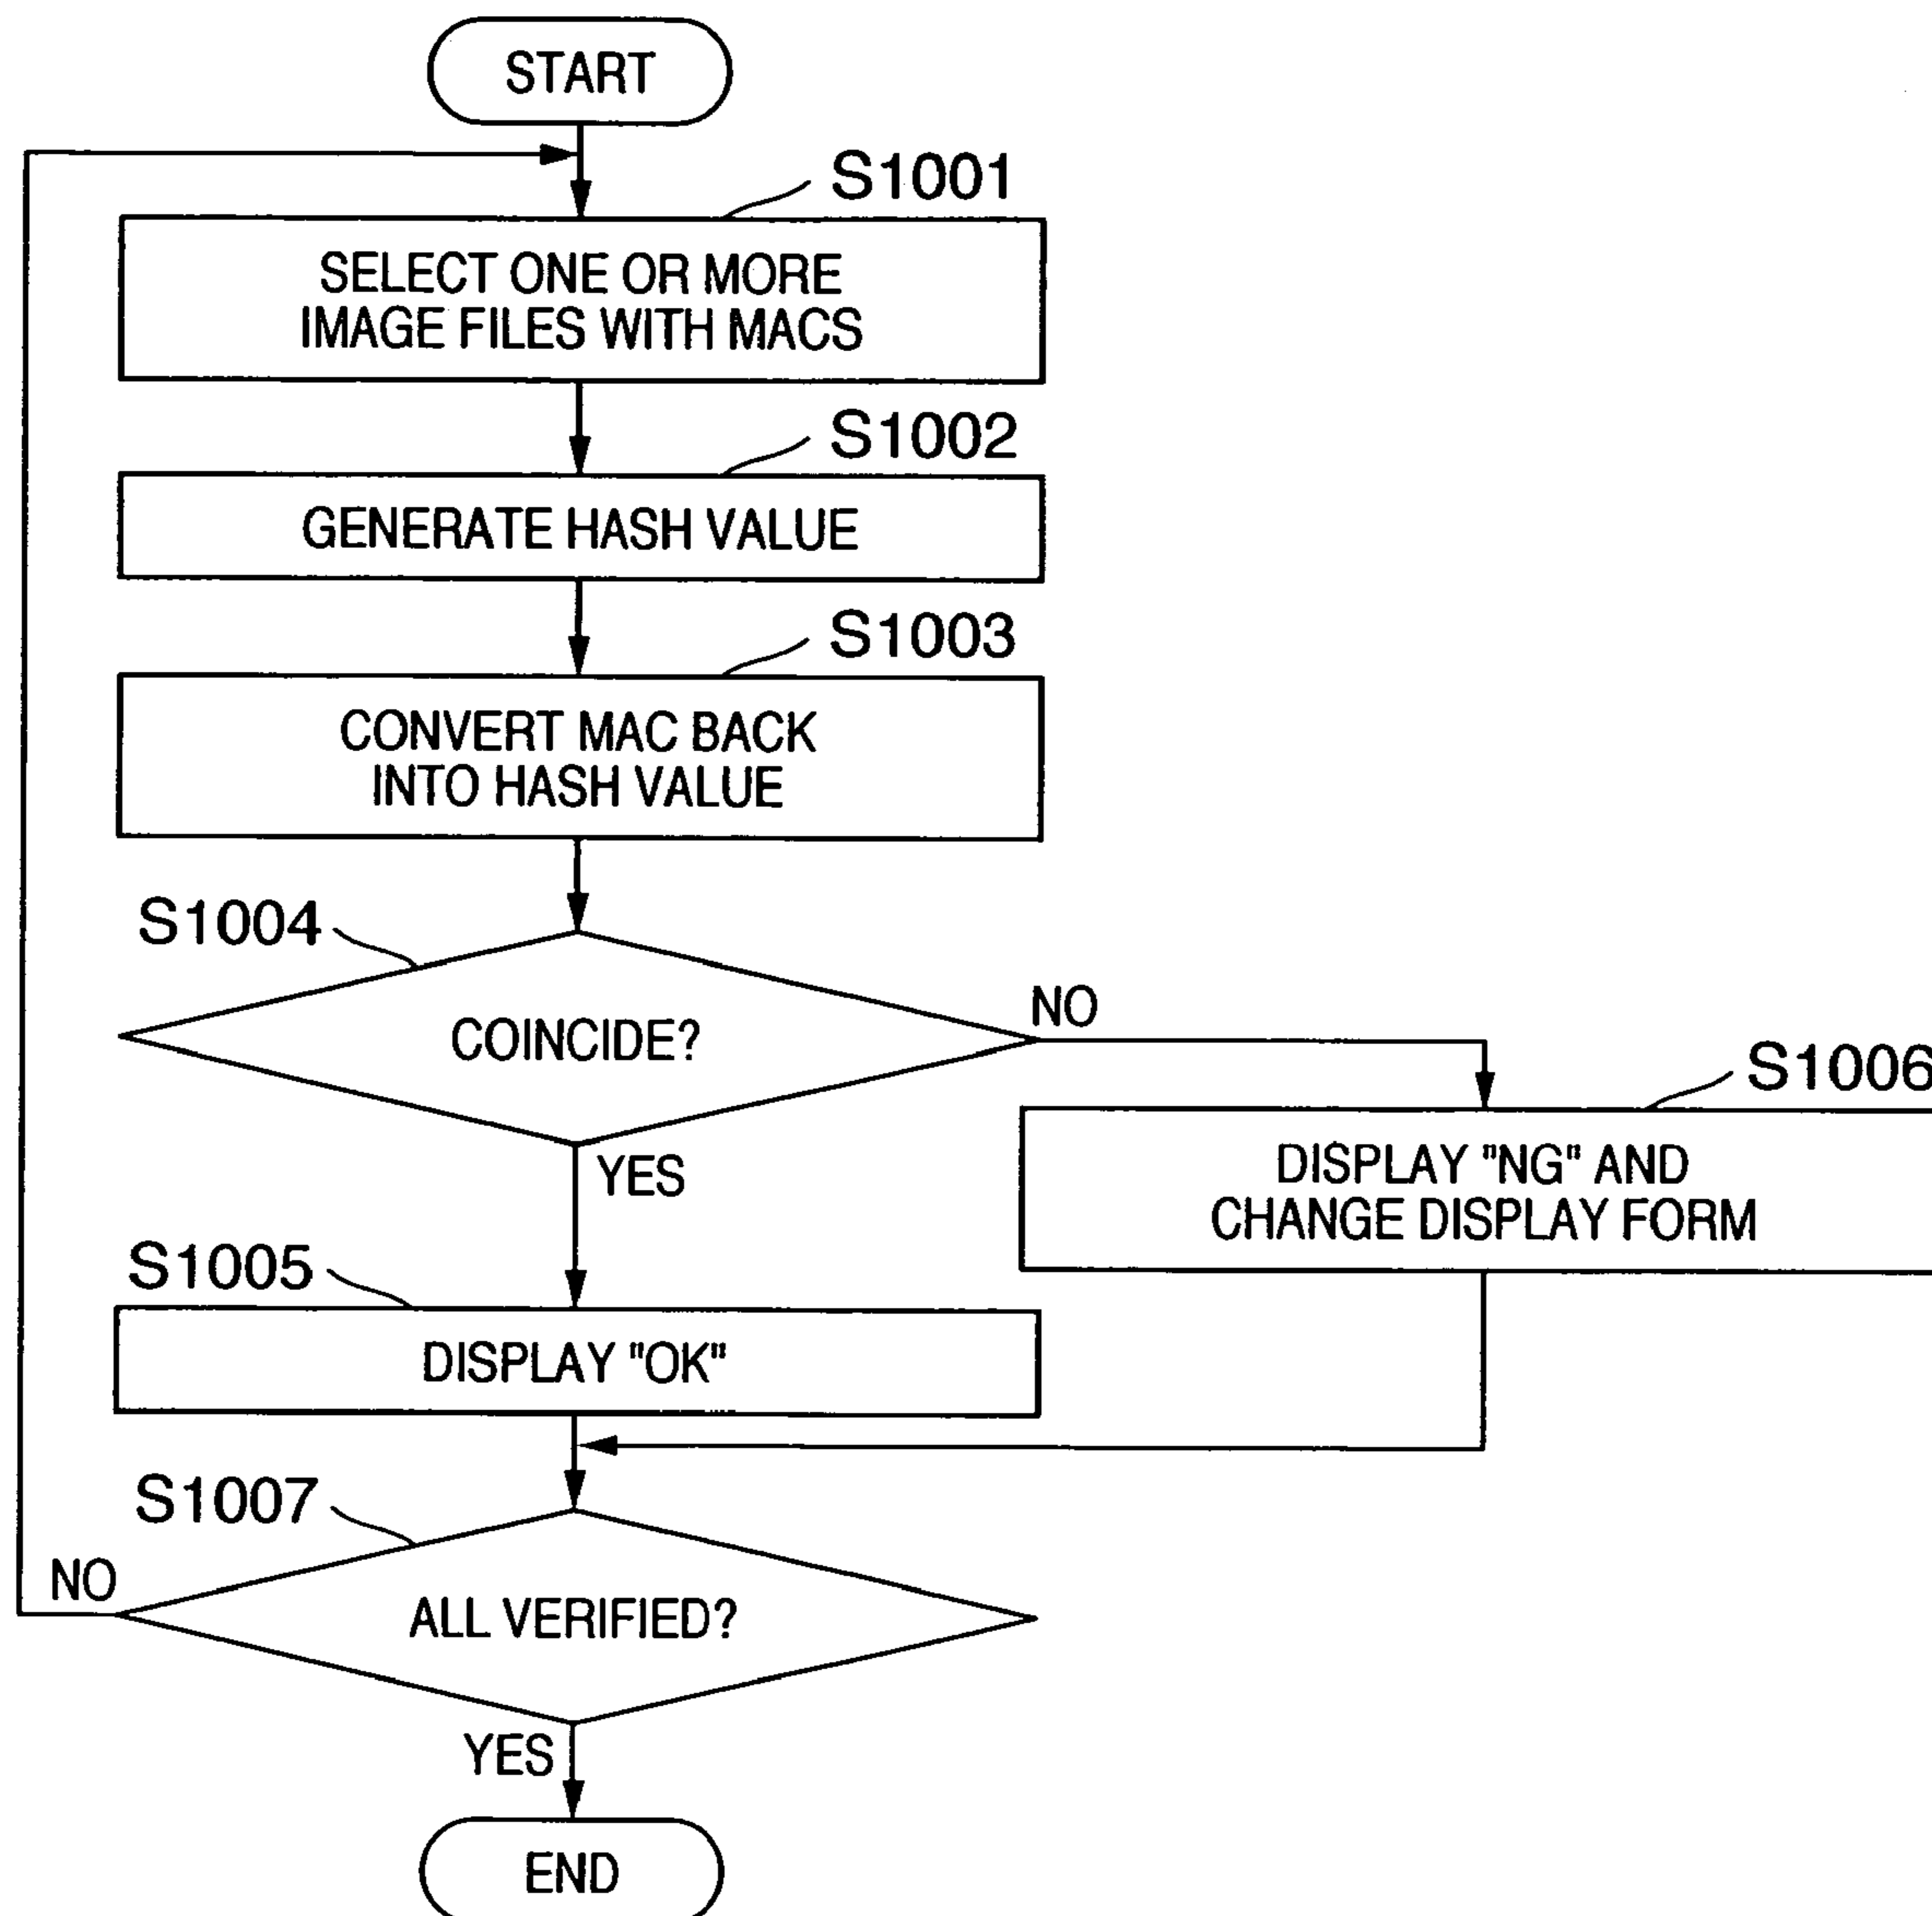 START
S1001
SELECT ONE OR MORE
IMAGE FILES WITH MACS
S1002
GENERATE HASH VALUE
S1003
CONVERT MAC BACK
INTO HASH VALUE
S1004
COINCIDE?
NO
YES
S1006
DISPLAY "NG" AND
CHANGE DISPLAY FORM
S1005
DISPLAY "OK"
S1007
NO
ALL VERIFIED?
YES
END